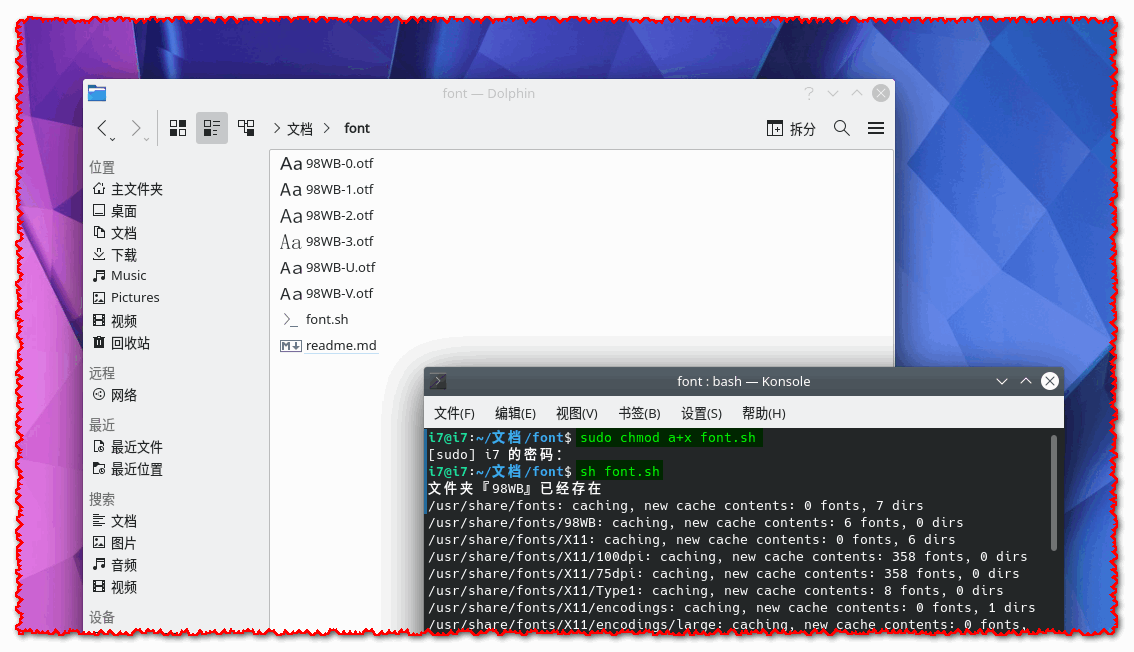 font — Dolphin
文档 font 拆分
位置
主文件夹
桌面
文档
下载
Music
Pictures
视频
回收站
远程
网络
最近
最近文件
最近位置
搜索
文档
图片
音频
视频
设备
Aa 98WB-0.otf
Aa 98WB-1.otf
Aa 98WB-2.otf
Aa 98WB-3.otf
Aa 98WB-U.otf
Aa 98WB-V.otf
font.sh
readme.md
font : bash — Konsole
文件(F) 编辑(E) 视图(V) 书签(B) 设置(S) 帮助(H)
i7@i7:~/文档/font$ sudo chmod a+x font.sh
[sudo] i7 的密码：
i7@i7:~/文档/font$ sh font.sh
文件夹『98WB』已经存在
/usr/share/fonts: caching, new cache contents: 0 fonts, 7 dirs
/usr/share/fonts/98WB: caching, new cache contents: 6 fonts, 0 dirs
/usr/share/fonts/X11: caching, new cache contents: 0 fonts, 6 dirs
/usr/share/fonts/X11/100dpi: caching, new cache contents: 358 fonts, 0 dirs
/usr/share/fonts/X11/75dpi: caching, new cache contents: 358 fonts, 0 dirs
/usr/share/fonts/X11/Type1: caching, new cache contents: 8 fonts, 0 dirs
/usr/share/fonts/X11/encodings: caching, new cache contents: 0 fonts, 1 dirs
/usr/share/fonts/X11/encodings/large: caching, new cache contents: 0 fonts,